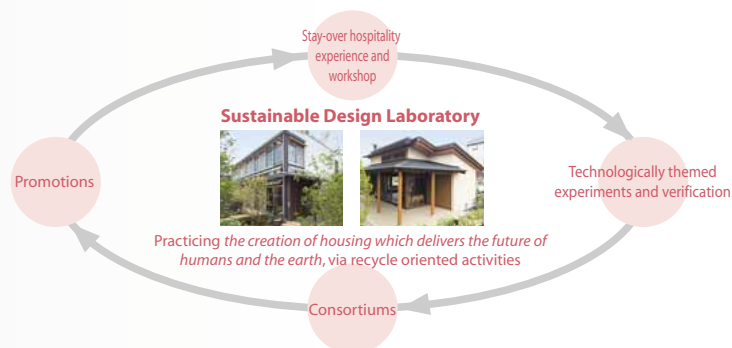 Stay-over hospitality
experience and
workshop
Sustainable Design Laboratory
Promotions
Technologically themed
experiments and verification
Practicing the creation of housing which delivers the future of
humans and the earth, via recycle oriented activities
Consortiums